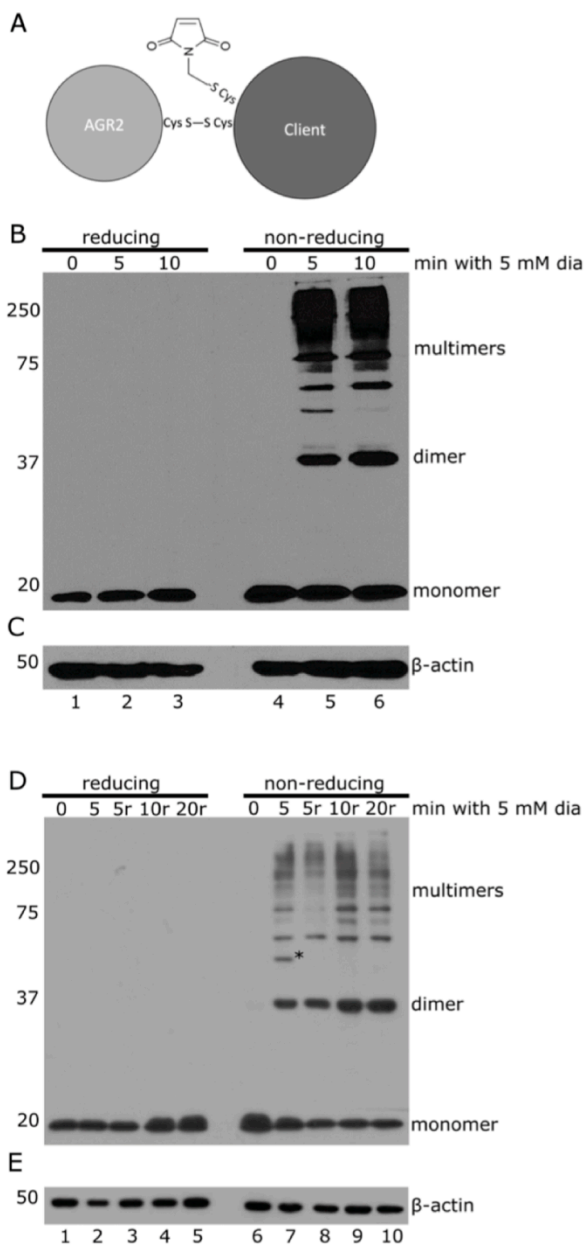 A
O N O
S Cys
AGR2 Cys S—S Cys Client
B
reducing non-reducing
0 5 10 0 5 10 min with 5 mM dia
250
multimers
75
37 dimer
20 monomer
C
50 β-actin
1 2 3 4 5 6
D
reducing non-reducing
0 5 5r 10r 20r 0 5 5r 10r 20r min with 5 mM dia
250
multimers
75
*
37 dimer
20 monomer
E
50 β-actin
1 2 3 4 5 6 7 8 9 10